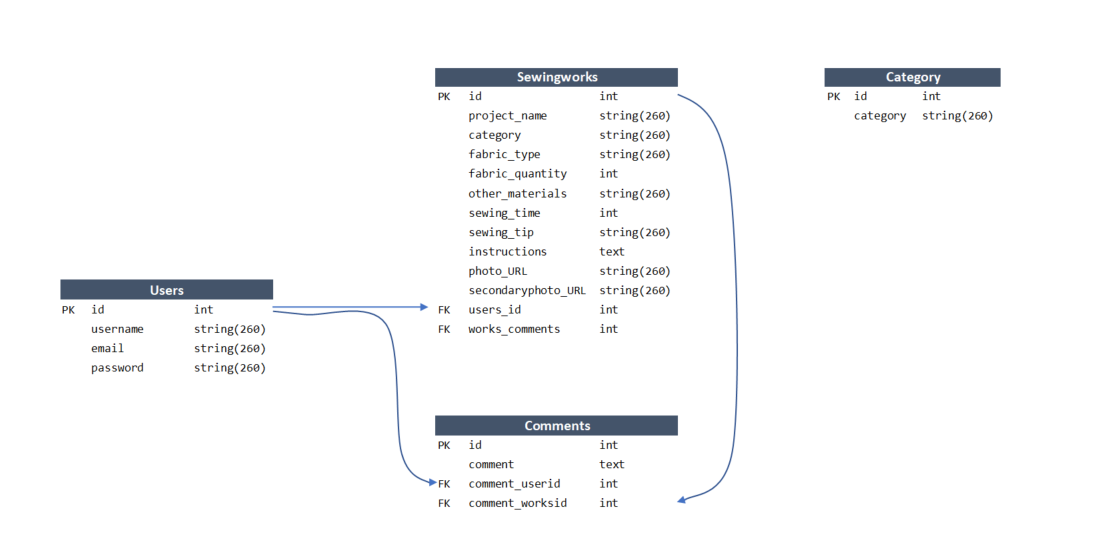 Sewingworks
PK id int
project_name string(260)
category string(260)
fabric_type string(260)
fabric_quantity int
other_materials string(260)
sewing_time int
sewing_tip string(260)
instructions text
photo_URL string(260)
secondaryphoto_URL string(260)
FK users_id int
FK works_comments int
Category
PK id int
category string(260)
Users
PK id int
username string(260)
email string(260)
password string(260)
Comments
PK id int
comment text
FK comment_userid int
FK comment_worksid int